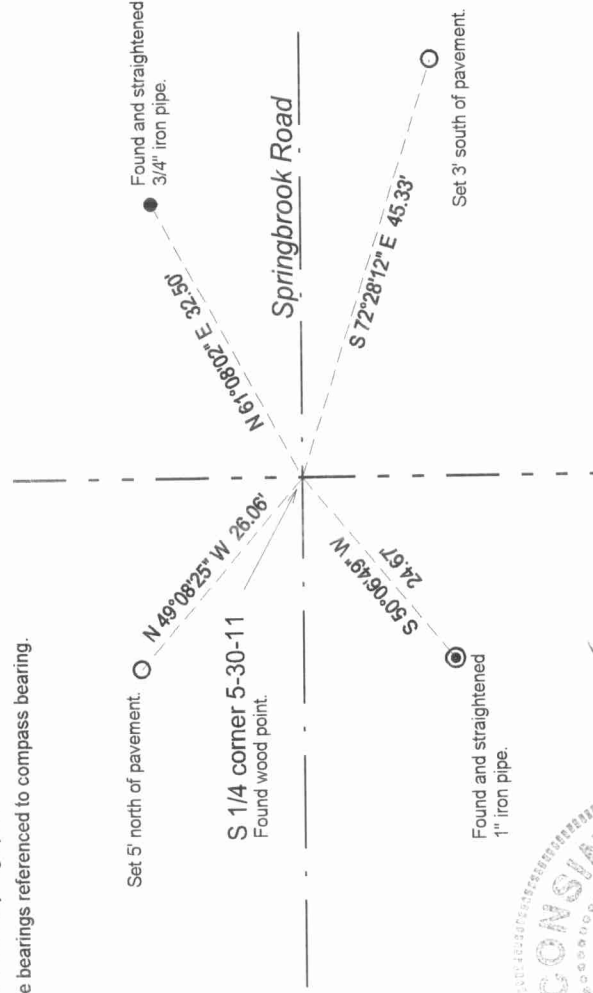 e bearings referenced to compass bearing.
Found and straightened
3/4" iron pipe.
Set 5' north of pavement.
N 49°08'25" W 26.06'
N 61°08'02" E 32.50'
Springbrook Road
S 1/4 corner 5-30-11
Found wood point.
S 50°06'49" W
24.67'
S 72°28'12" E 45.33'
Set 3' south of pavement.
Found and straightened
1" iron pipe.
CONSI